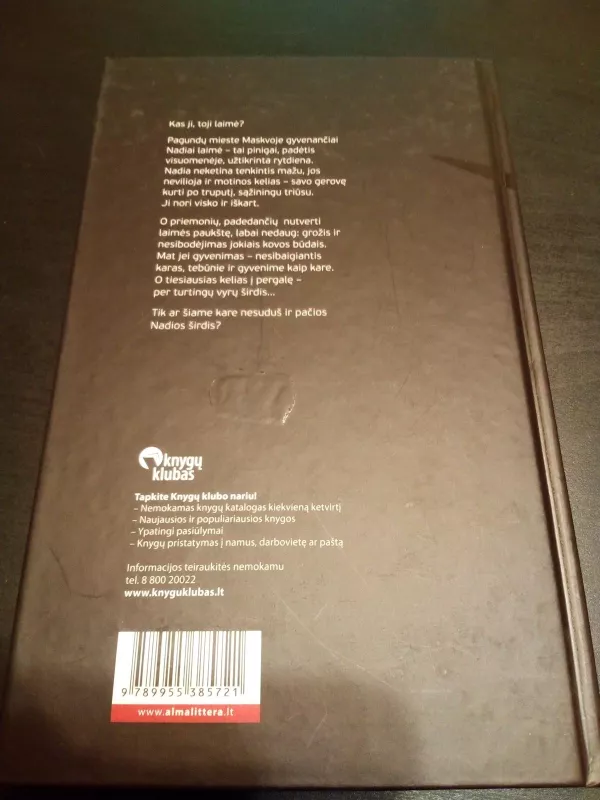 Kas ji, toji laimė?
Pagundų mieste Maskvoje gyvenančiai
Nadiai laimė – tai pinigai, padėtis
visuomenėje, užtikrinta rytdiena.
Nadia neketina tenkintis mažu, jos
nevilioja ir motinos kelias – savo gerovę
kurti po truputį, sąžiningu triūsu.
Ji nori visko ir iškart.
O priemonių, padedančių nutverti
laimės paukštę, labai nedaug: grožis ir
nesibodėjimas jokiais kovos būdais.
Mat jei gyvenimas – nesibaigiantis
karas, tebūnie ir gyvenime kaip kare.
O tiesiausias kelias į pergalę –
per turtingų vyrų širdis...
Tik ar šiame kare nesuduš ir pačios
Nadios širdis?
knygų
klubas
Tapkite Knygų klubo nariu!
– Nemokamas knygų katalogas kiekvieną ketvirtį
– Naujausios ir populiariausios knygos
– Ypatingi pasiūlymai
– Knygų pristatymas į namus, darbovietę ar paštą
Informacijos teiraukitės nemokamu
tel. 8 800 20022
www.knyguklubas.lt
9 789955 385721
www.almalittera.lt